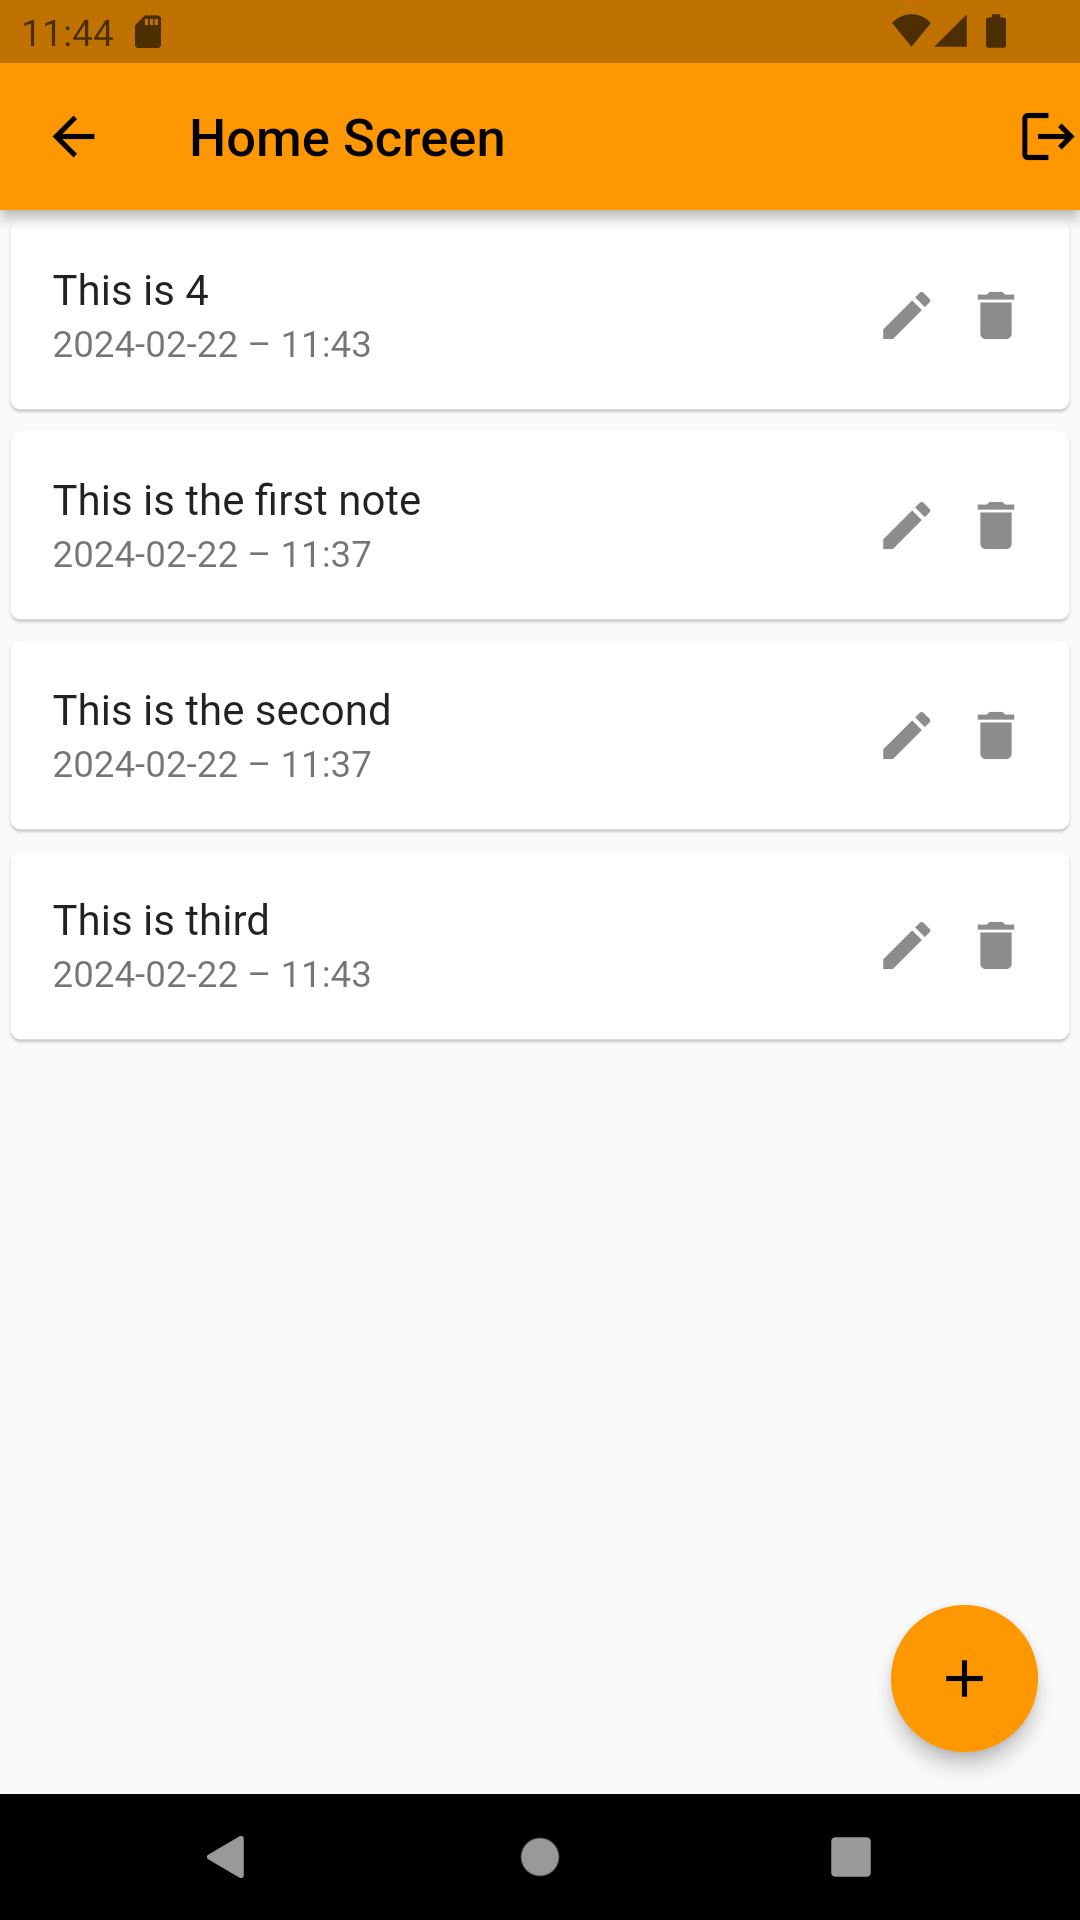 11:44
Home Screen
This is 4
2024-02-22 – 11:43
This is the first note
2024-02-22 – 11:37
This is the second
2024-02-22 – 11:37
This is third
2024-02-22 – 11:43